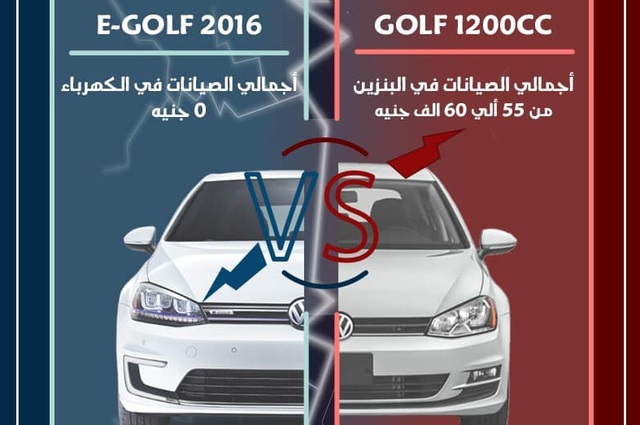 E-GOLF 2016
أجمالي الصيانات في الكهرباء
0 جنيه
VS
GOLF 1200CC
أجمالي الصيانات في البنزين
من 55 ألي 60 الف جنيه